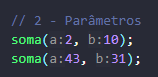 // 2 - Parâmetros
soma(a:2, b:10);
soma(a:43, b:31);